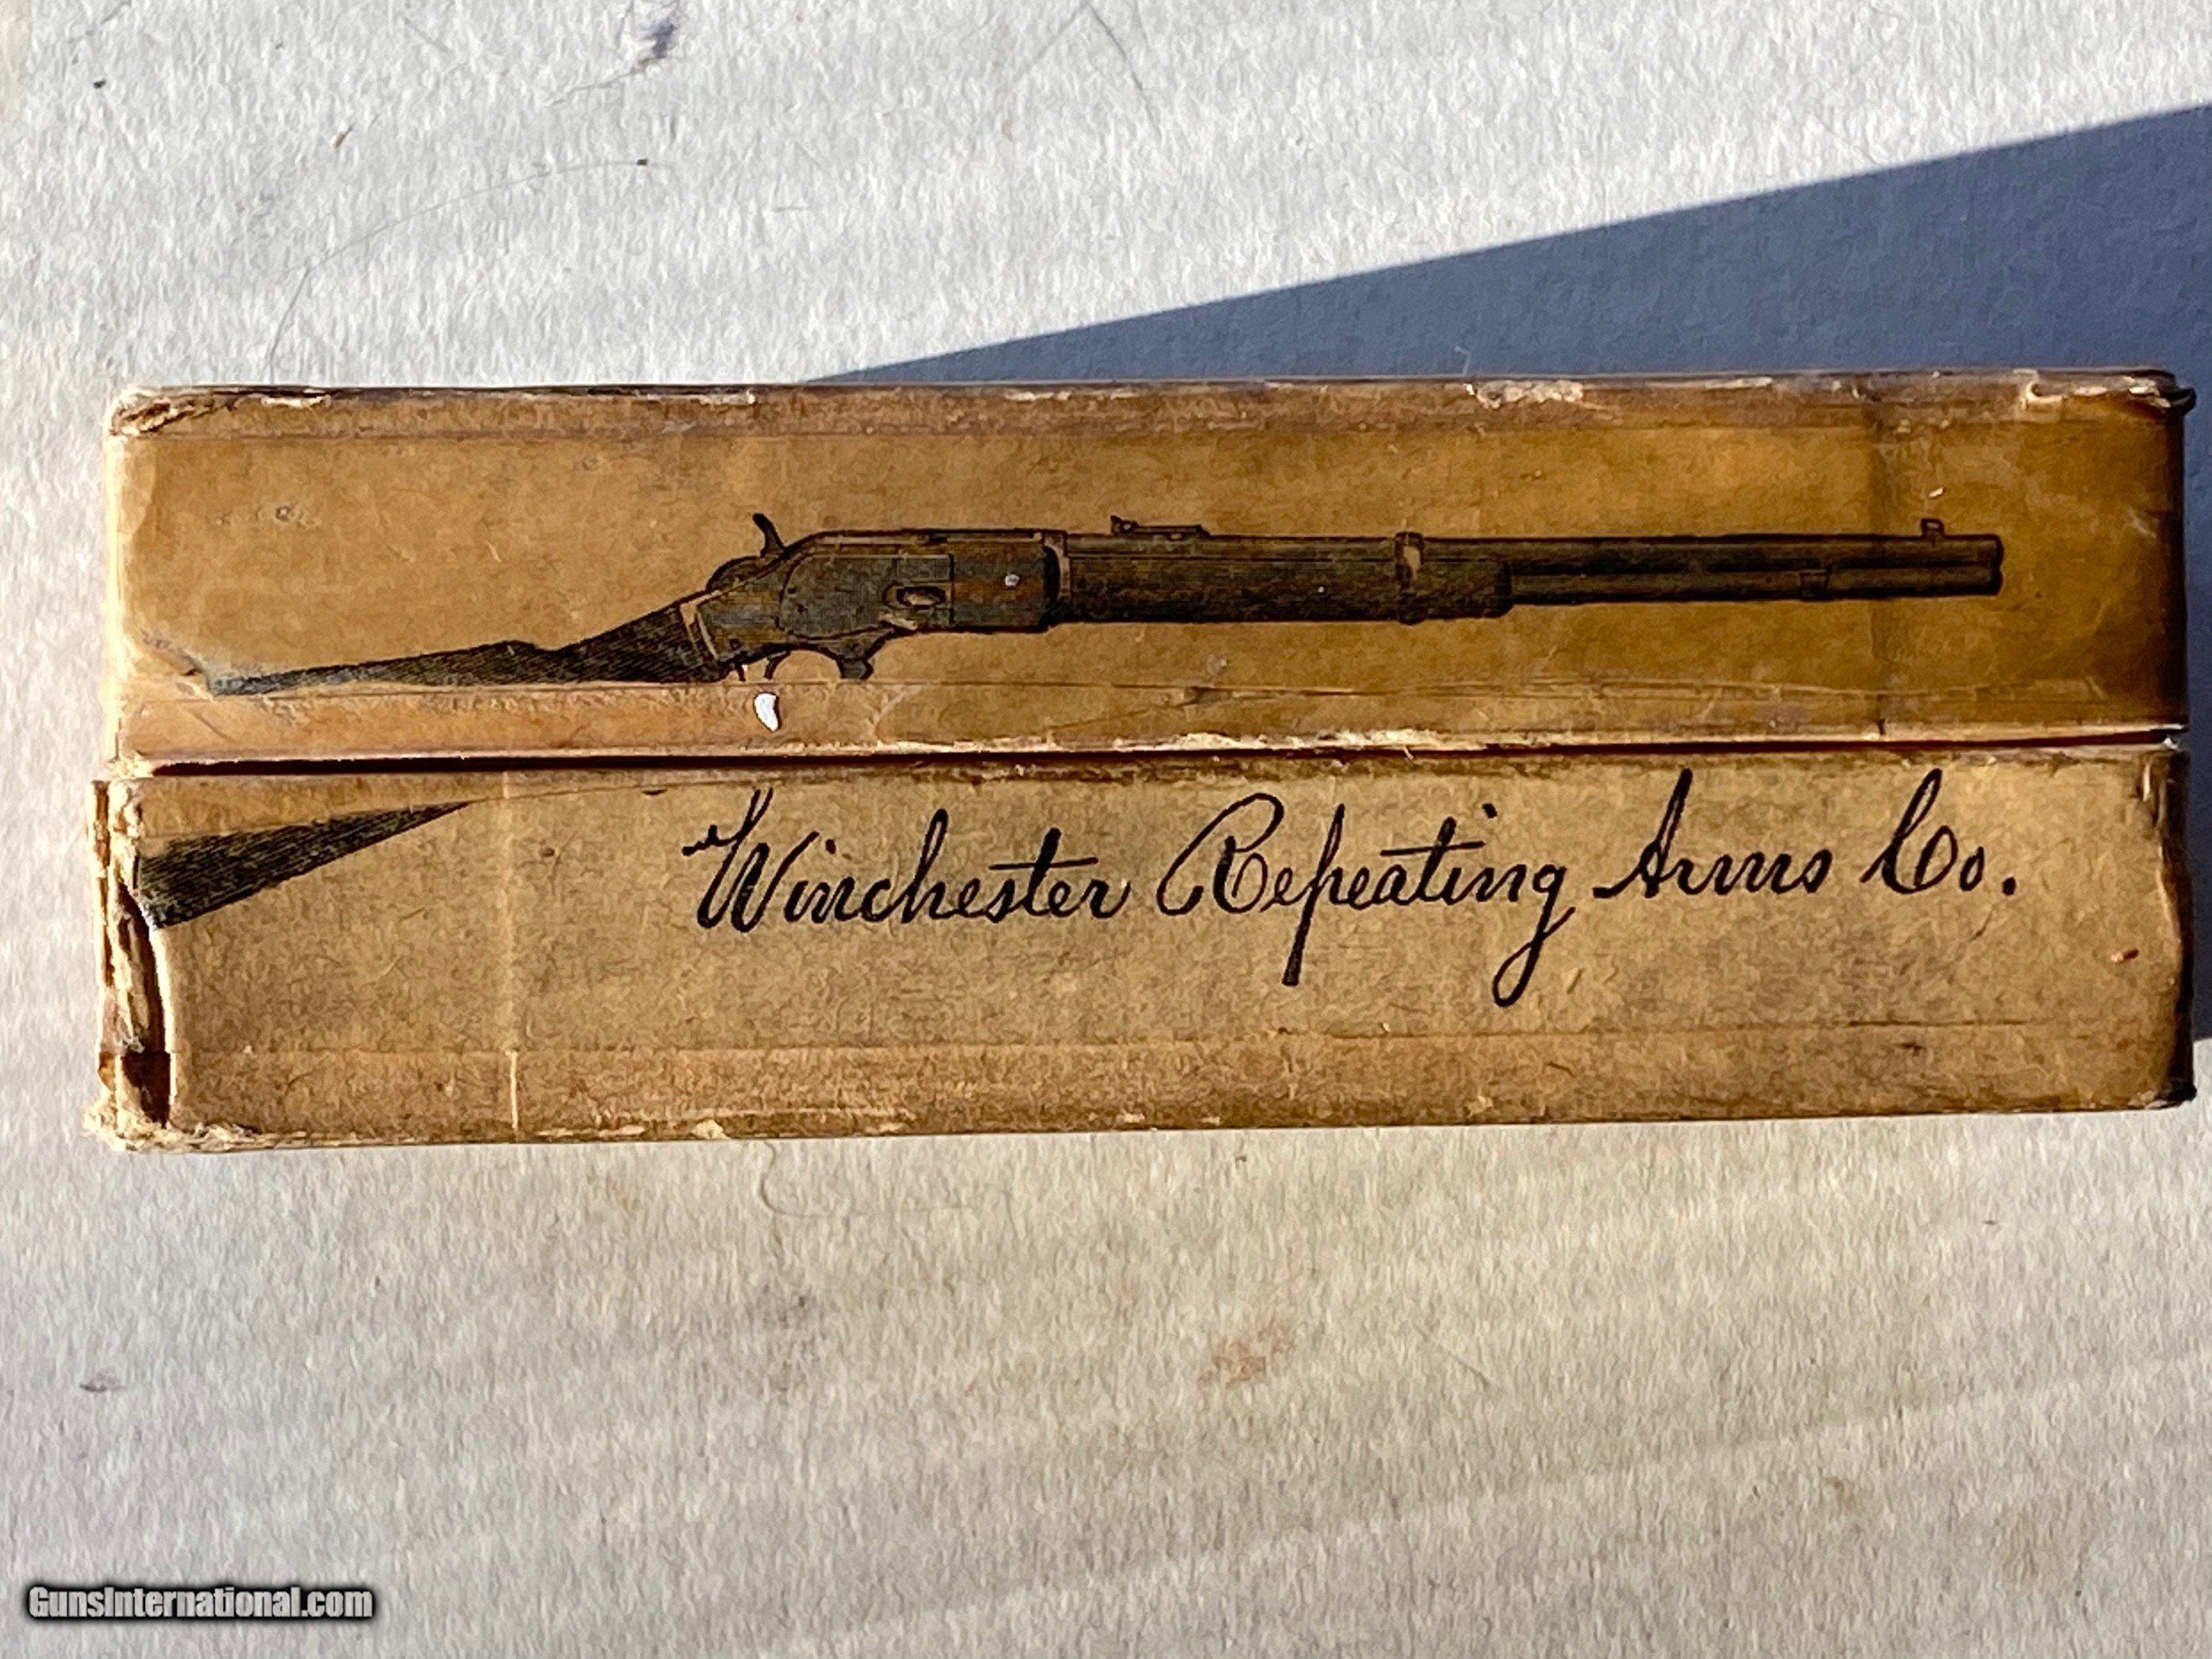 Winchester Repeating Arms Co.
GunsInternational.com